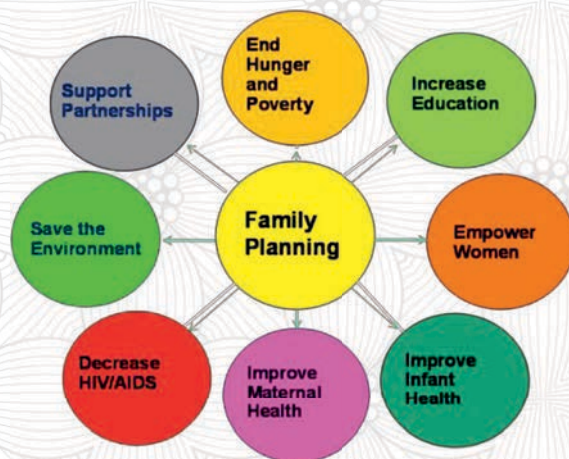 End
Hunger
and
Poverty
Support
Partnerships
Increase
Education
Save the
Environment
Family
Planning
Empower
Women
Decrease
HIV/AIDS
Improve
Maternal
Health
Improve
Infant
Health